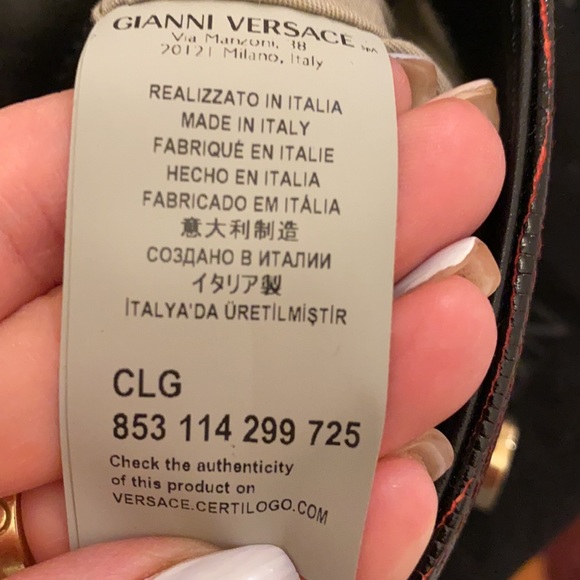 GIANNI VERSACE SpA
Via Manzoni, 38
20121 Milano, Italy
REALIZZATO IN ITALIA
MADE IN ITALY
FABRIQUÉ EN ITALIE
HECHO EN ITALIA
FABRICADO EM ITÁLIA
意大利制造
СОЗДАНО В ИТАЛИИ
イタリア製
İTALYA'DA ÜRETİLMİŞTİR
CLG
853 114 299 725
Check the authenticity
of this product on
VERSACE.CERTILOGO.COM